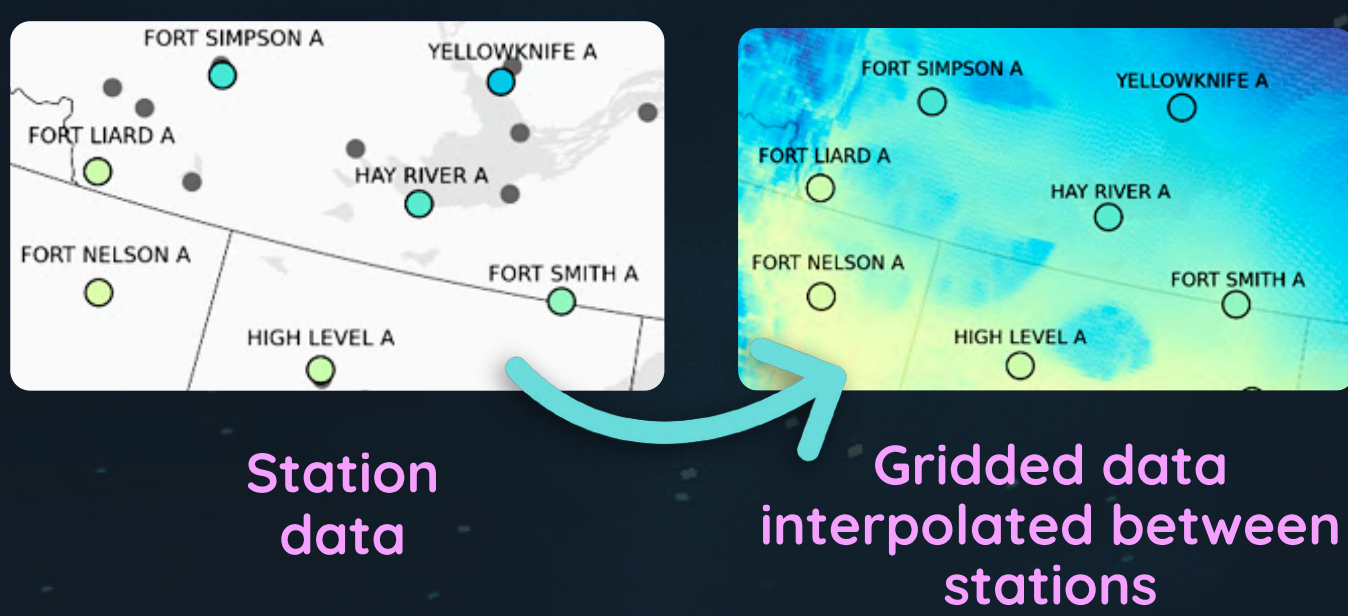 FORT SIMPSON A
YELLOWKNIFE A
FORT LIARD A
HAY RIVER A
FORT NELSON A
FORT SMITH A
HIGH LEVEL A
FORT SIMPSON A
YELLOWKNIFE A
FORT LIARD A
HAY RIVER A
FORT NELSON A
FORT SMITH A
HIGH LEVEL A
Station
data
Gridded data
interpolated between
stations